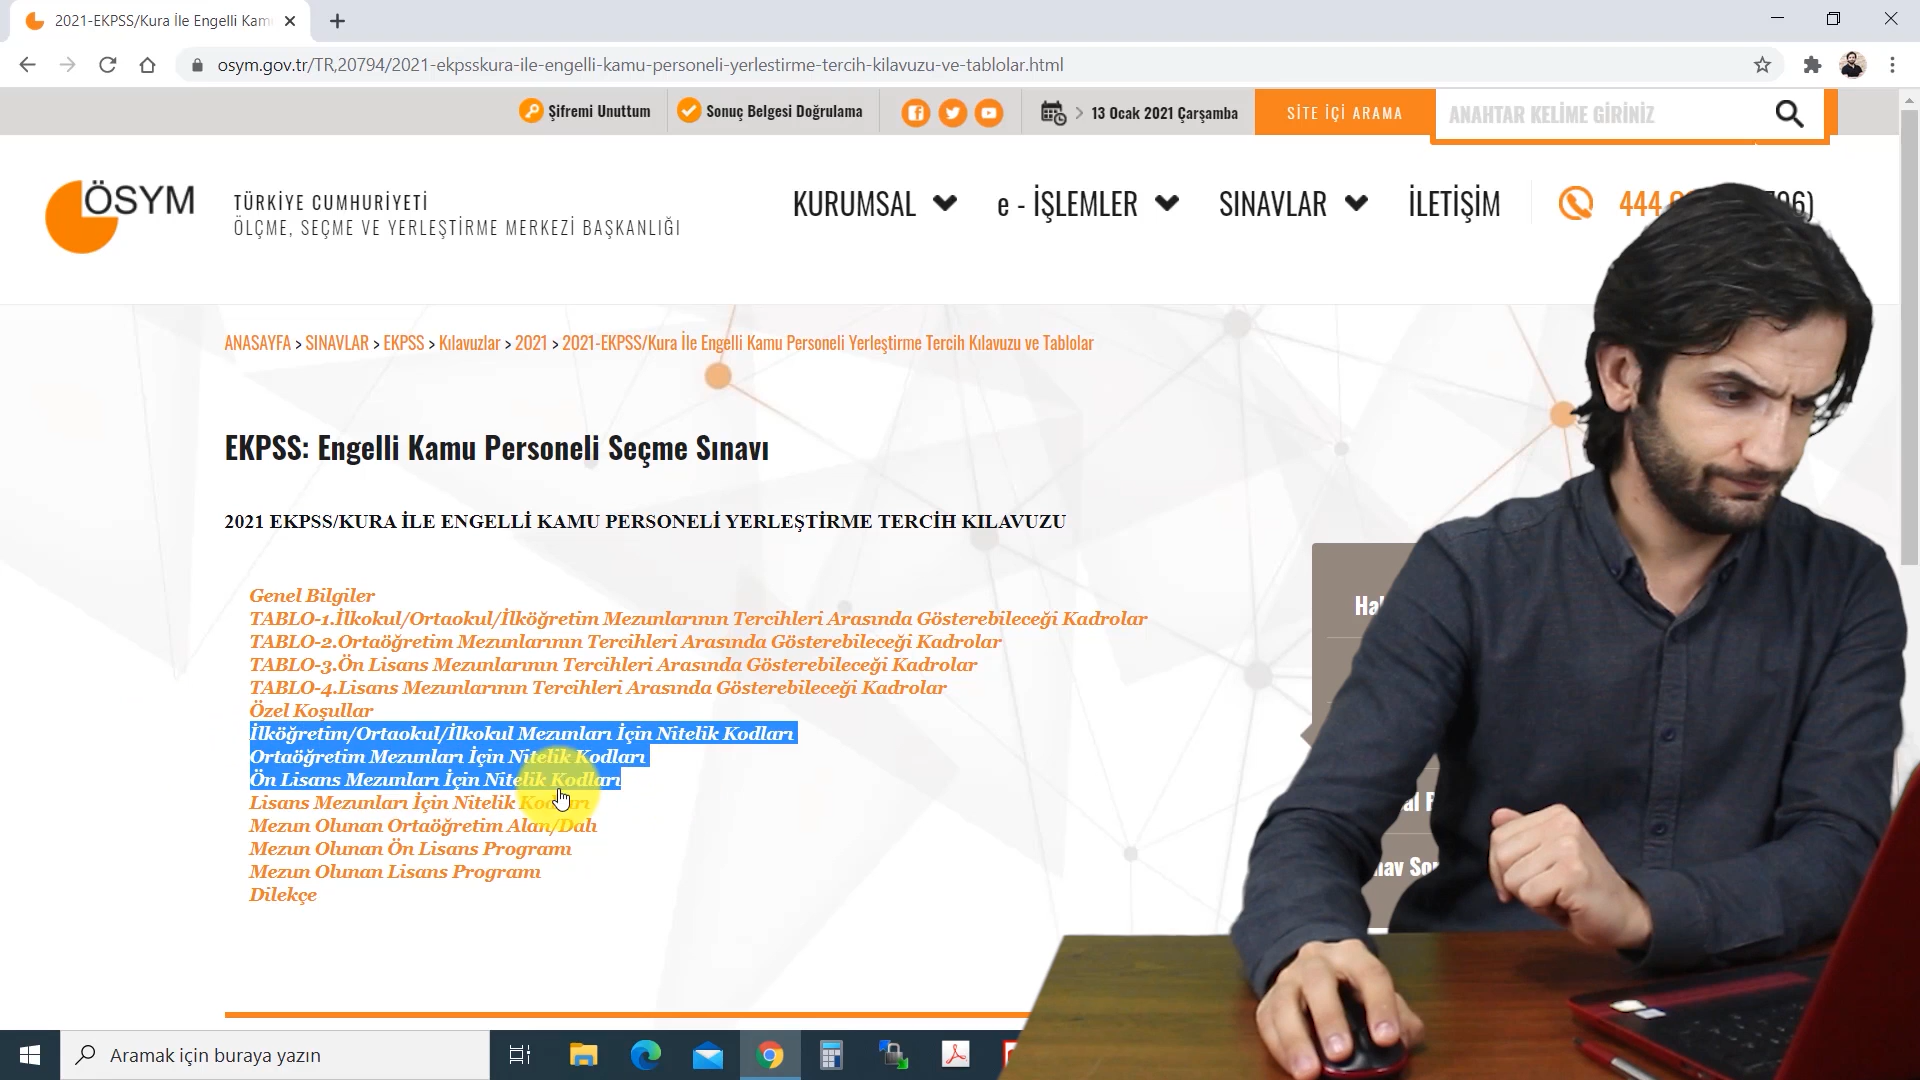 2021-EKPSS/Kura İle Engelli Kam
osym.gov.tr/TR,20794/2021-ekpsskura-ile-engelli-kamu-personeli-yerlestirme-tercih-kilavuzu-ve-tablolar.html
Şifremi Unuttum
Sonuç Belgesi Doğrulama
13 Ocak 2021 Çarşamba
SİTE İÇİ ARAMA
ANAHTAR KELİME GİRİNİZ
ÖSYM
TÜRKİYE CUMHURİYETİ
ÖLÇME, SEÇME VE YERLEŞTİRME MERKEZİ BAŞKANLIĞI
KURUMSAL
e - İŞLEMLER
SINAVLAR
İLETİŞİM
444
ANASAYFA > SINAVLAR > EKPSS > Kılavuzlar > 2021 > 2021-EKPSS/Kura İle Engelli Kamu Personeli Yerleştirme Tercih Kılavuzu ve Tablolar
EKPSS: Engelli Kamu Personeli Seçme Sınavı
2021 EKPSS/KURA İLE ENGELLİ KAMU PERSONELİ YERLEŞTİRME TERCİH KILAVUZU
Genel Bilgiler
TABLO-1.İlkokul/Ortaokul/İlköğretim Mezunlarının Tercihleri Arasında Gösterebileceği Kadrolar
TABLO-2.Ortaöğretim Mezunlarının Tercihleri Arasında Gösterebileceği Kadrolar
TABLO-3.Ön Lisans Mezunlarının Tercihleri Arasında Gösterebileceği Kadrolar
TABLO-4.Lisans Mezunlarının Tercihleri Arasında Gösterebileceği Kadrolar
Özel Koşullar
İlköğretim/Ortaokul/İlkokul Mezunları İçin Nitelik Kodları
Ortaöğretim Mezunları İçin Nitelik Kodları
Ön Lisans Mezunları İçin Nitelik Kodları
Lisans Mezunları İçin Nitelik Kodları
Mezun Olunan Ortaöğretim Alan/Dalı
Mezun Olunan Ön Lisans Programı
Mezun Olunan Lisans Programı
Dilekçe
Aramak için buraya yazın